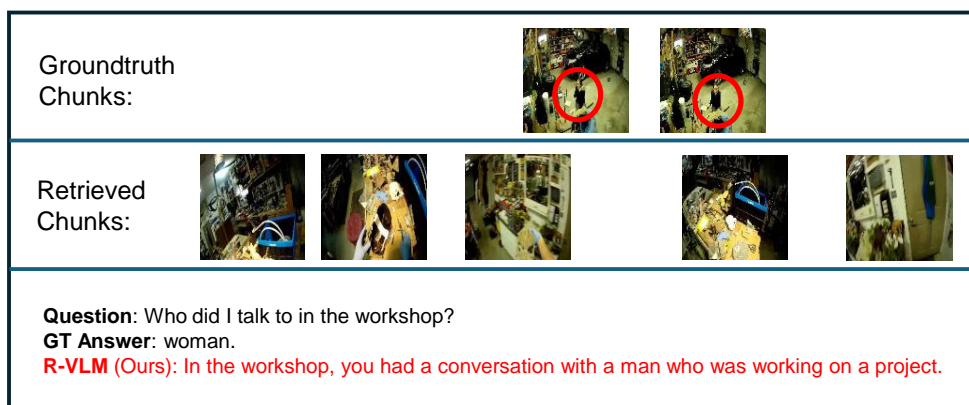 Groundtruth
Chunks:
Retrieved
Chunks:
Question: Who did I talk to in the workshop?
GT Answer: woman.
R-VLM (Ours): In the workshop, you had a conversation with a man who was working on a project.